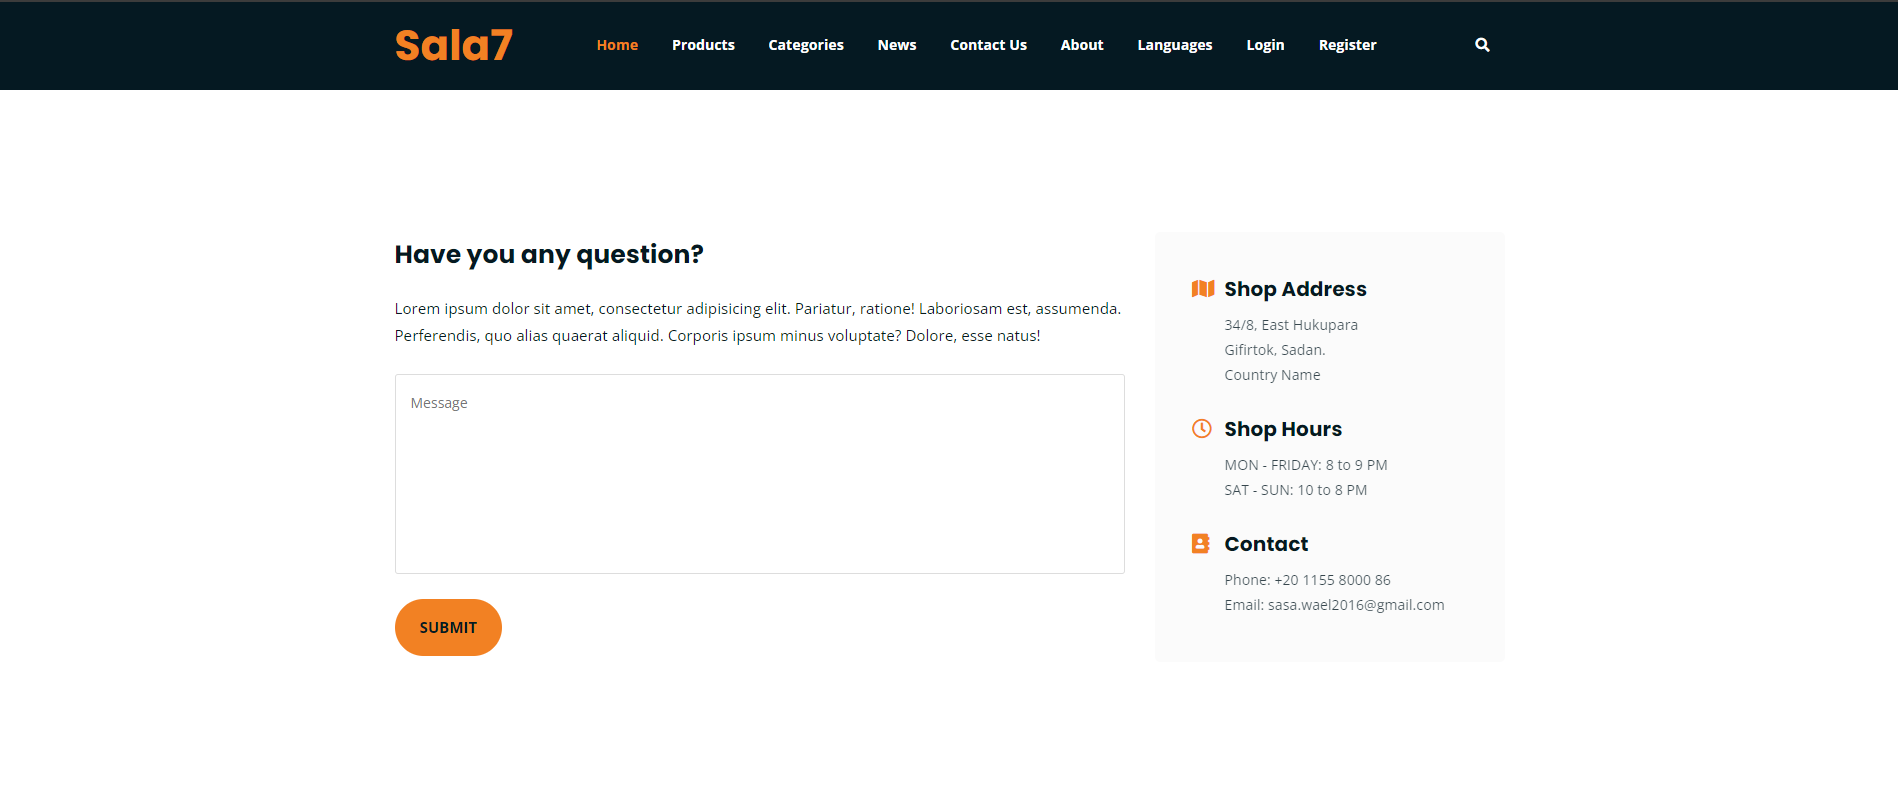 Sala7
Home Products Categories News Contact Us About Languages Login Register
Have you any question?
Lorem ipsum dolor sit amet, consectetur adipisicing elit. Pariatur, ratione! Laboriosam est, assumenda.
Perferendis, quo alias quaerat aliquid. Corporis ipsum minus voluptate? Dolore, esse natus!
Message
SUBMIT
Shop Address
34/8, East Hukupara
Gifirtok, Sadan.
Country Name
Shop Hours
MON - FRIDAY: 8 to 9 PM
SAT - SUN: 10 to 8 PM
Contact
Phone: +20 1155 8000 86
Email: sasa.wael2016@gmail.com